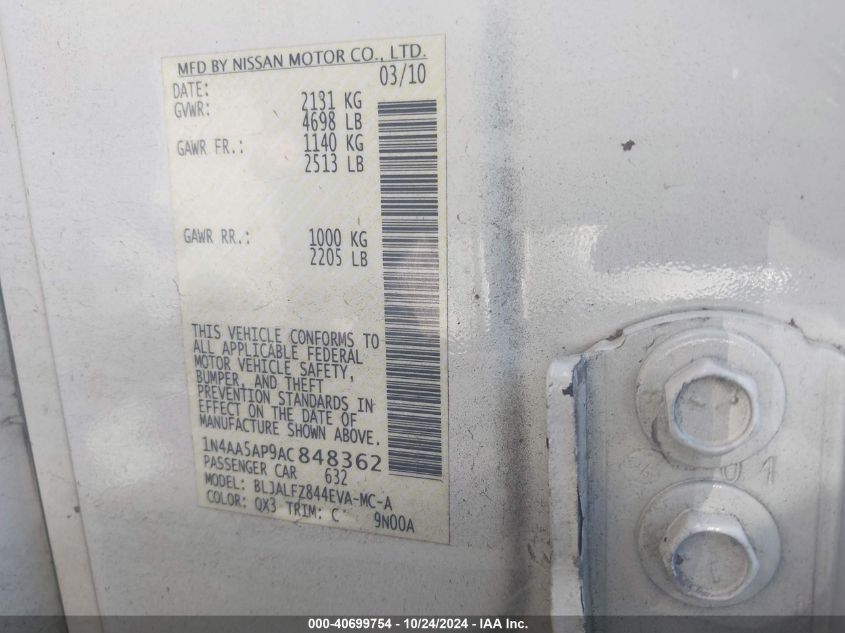 MFD BY NISSAN MOTOR CO., LTD.
DATE: 03/10
GVWR: 2131 KG
4698 LB
GAWR FR.: 1140 KG
2513 LB
GAWR RR.: 1000 KG
2205 LB
THIS VEHICLE CONFORMS TO
ALL APPLICABLE FEDERAL
MOTOR VEHICLE SAFETY,
BUMPER, AND THEFT
PREVENTION STANDARDS IN
EFFECT ON THE DATE OF
MANUFACTURE SHOWN ABOVE.
1N4AA5AP9AC848362
PASSENGER CAR 632
MODEL: BLJALFZ844EVA-MC-A
COLOR: QX3 TRIM: C 9N00A
000-40699754 - 10/24/2024 - IAA Inc.